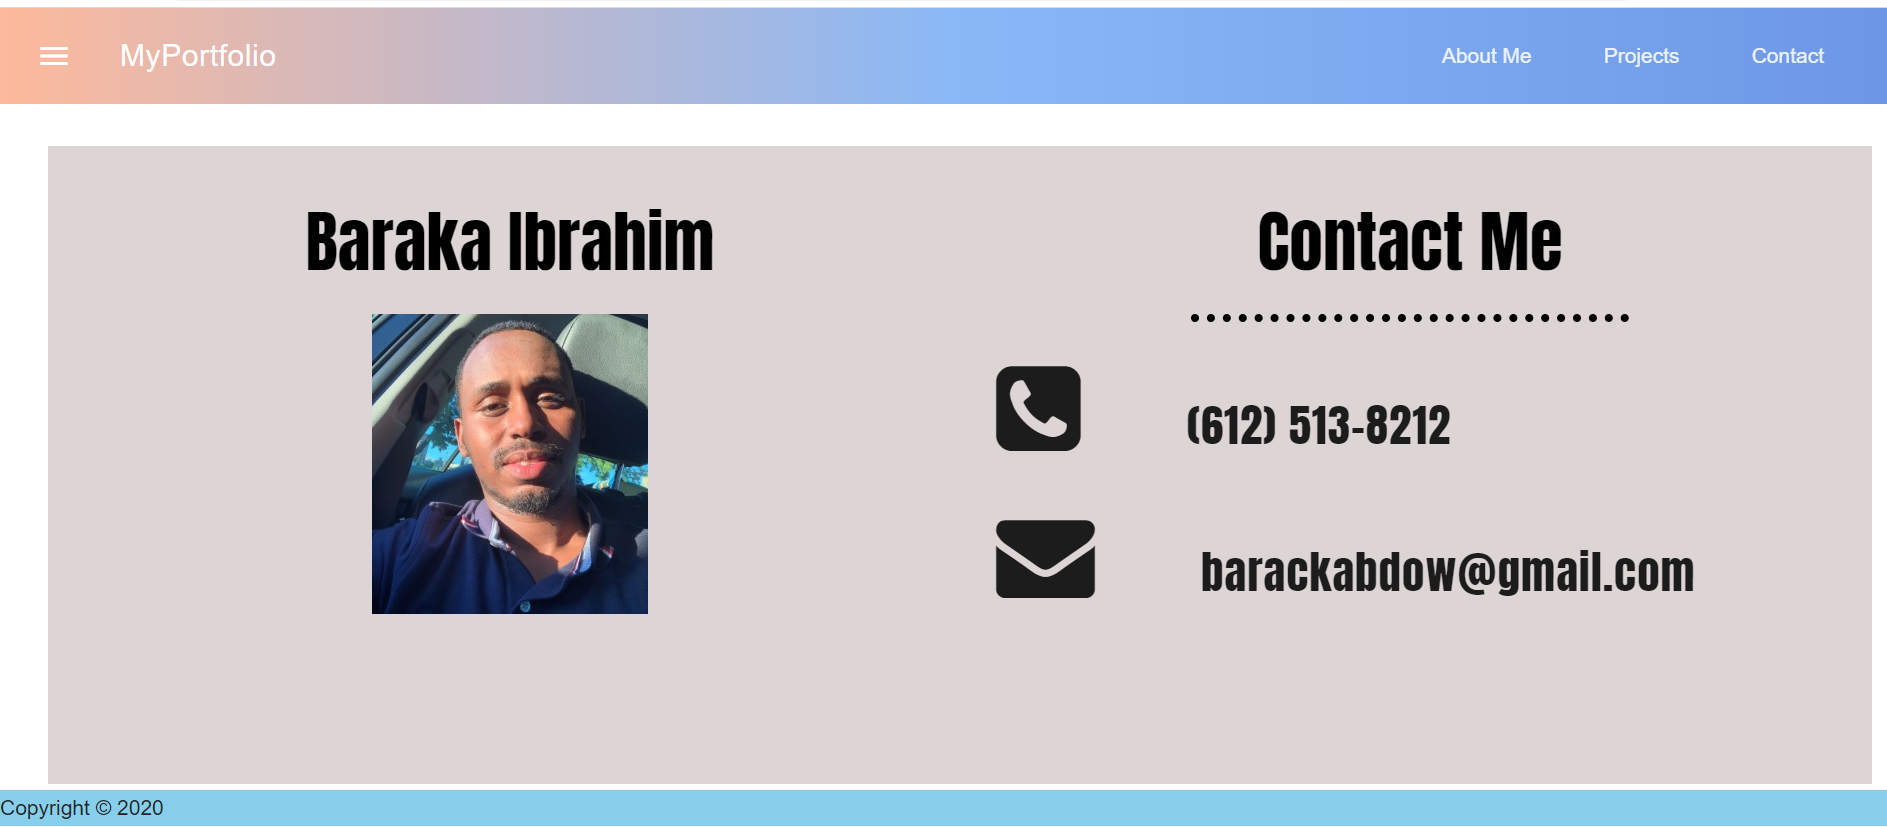 MyPortfolio
About Me
Projects
Contact
Baraka Ibrahim
Contact Me
(612) 513-8212
barackabdow@gmail.com
Copyright © 2020